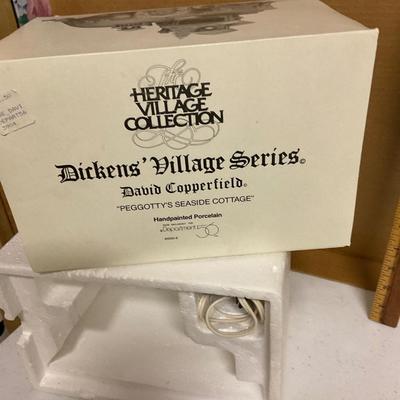 The
HERITAGE
VILLAGE
COLLECTION
Dickens' Village Series©
David Copperfield©
"PEGGOTTY'S SEASIDE COTTAGE"
Handpainted Porcelain
Department 56